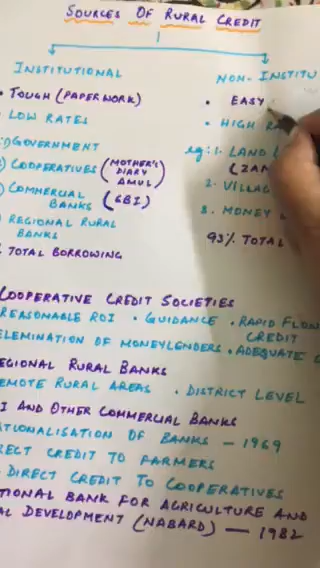 SOURCES OF RURAL CREDIT
INSTITUTIONAL
NON-INSTITU
• TOUGH (PAPERWORK)
• EASY
• LOW RATES
• HIGH RA
GOVERNMENT
eg: 1. LAND
COOPERATIVES (MOTHER'S DIARY AMUL)
(ZAM
COMMERCIAL BANKS (SBI)
2. VILLAG
REGIONAL RURAL BANKS
3. MONEY L
TOTAL BORROWING
93% TOTAL
COOPERATIVE CREDIT SOCIETIES
REASONABLE ROI • GUIDANCE • RAPID FLOW
CREDIT
ELEMINATION OF MONEYLENDERS • ADEQUATE C
EGIONAL RURAL BANKS
EMOTE RURAL AREAS • DISTRICT LEVEL
I AND OTHER COMMERCIAL BANKS
ATIONALISATION OF BANKS — 1969
RECT CREDIT TO FARMERS
DIRECT CREDIT TO COOPERATIVES
TIONAL BANK FOR AGRICULTURE AND
AL DEVELOPMENT (NABARD) — 1982